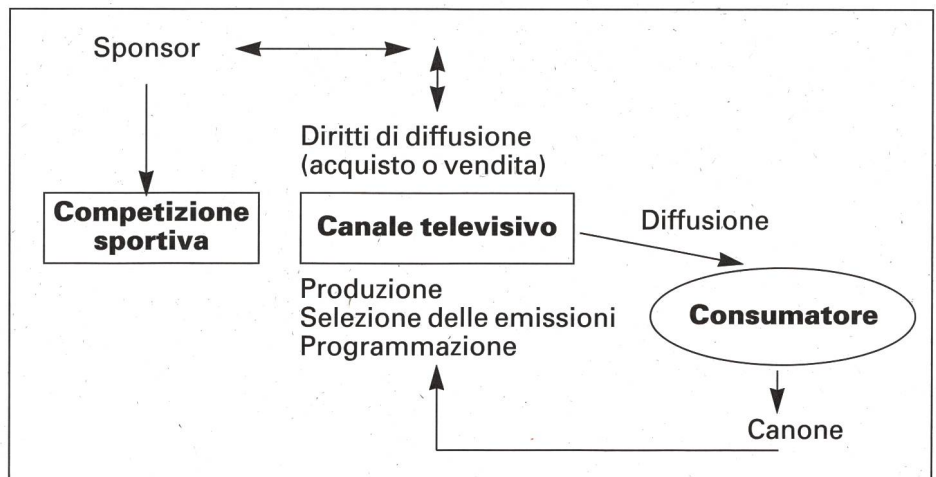 Sponsor
Diritti di diffusione
(acquisto o vendita)
Competizione
sportiva
Canale televisivo
Diffusione
Produzione
Selezione delle emissioni
Programmazione
Consumatore
Canone